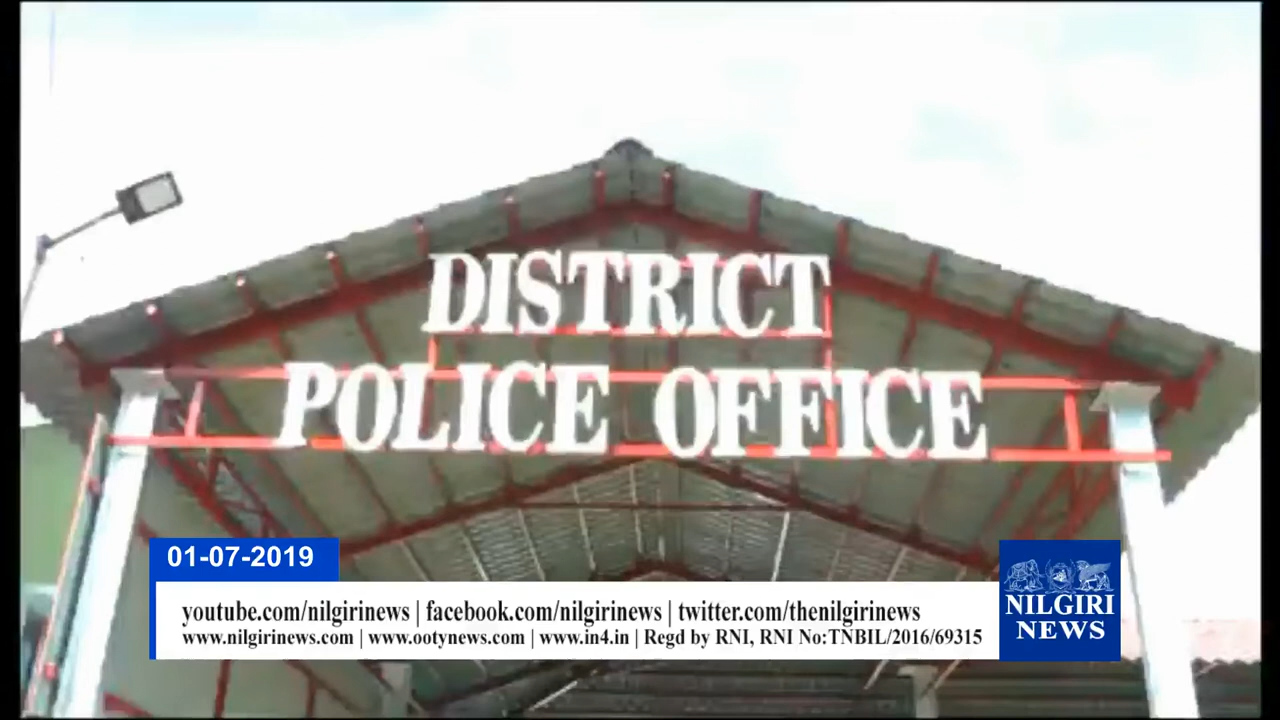 DISTRICT
POLICE OFFICE
01-07-2019
youtube.com/nilgirinews | facebook.com/nilgirinews | twitter.com/thenilgirinews
www.nilgirinews.com | www.ootynews.com | www.in4.in | Regd by RNI, RNI No:TNBIL/2016/69315
NILGIRI
NEWS